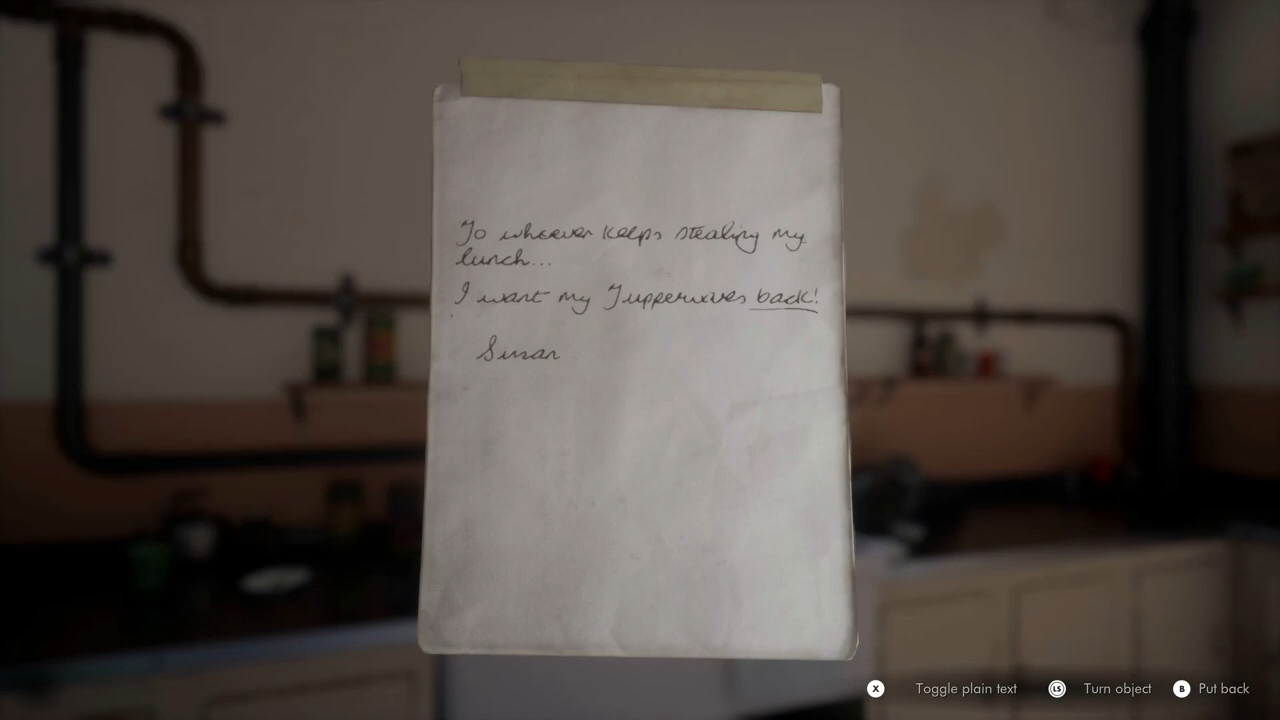 To whoever keeps stealing my
lunch...
I want my Tupperwares back!
Susan
X Toggle plain text LS Turn object B Put back